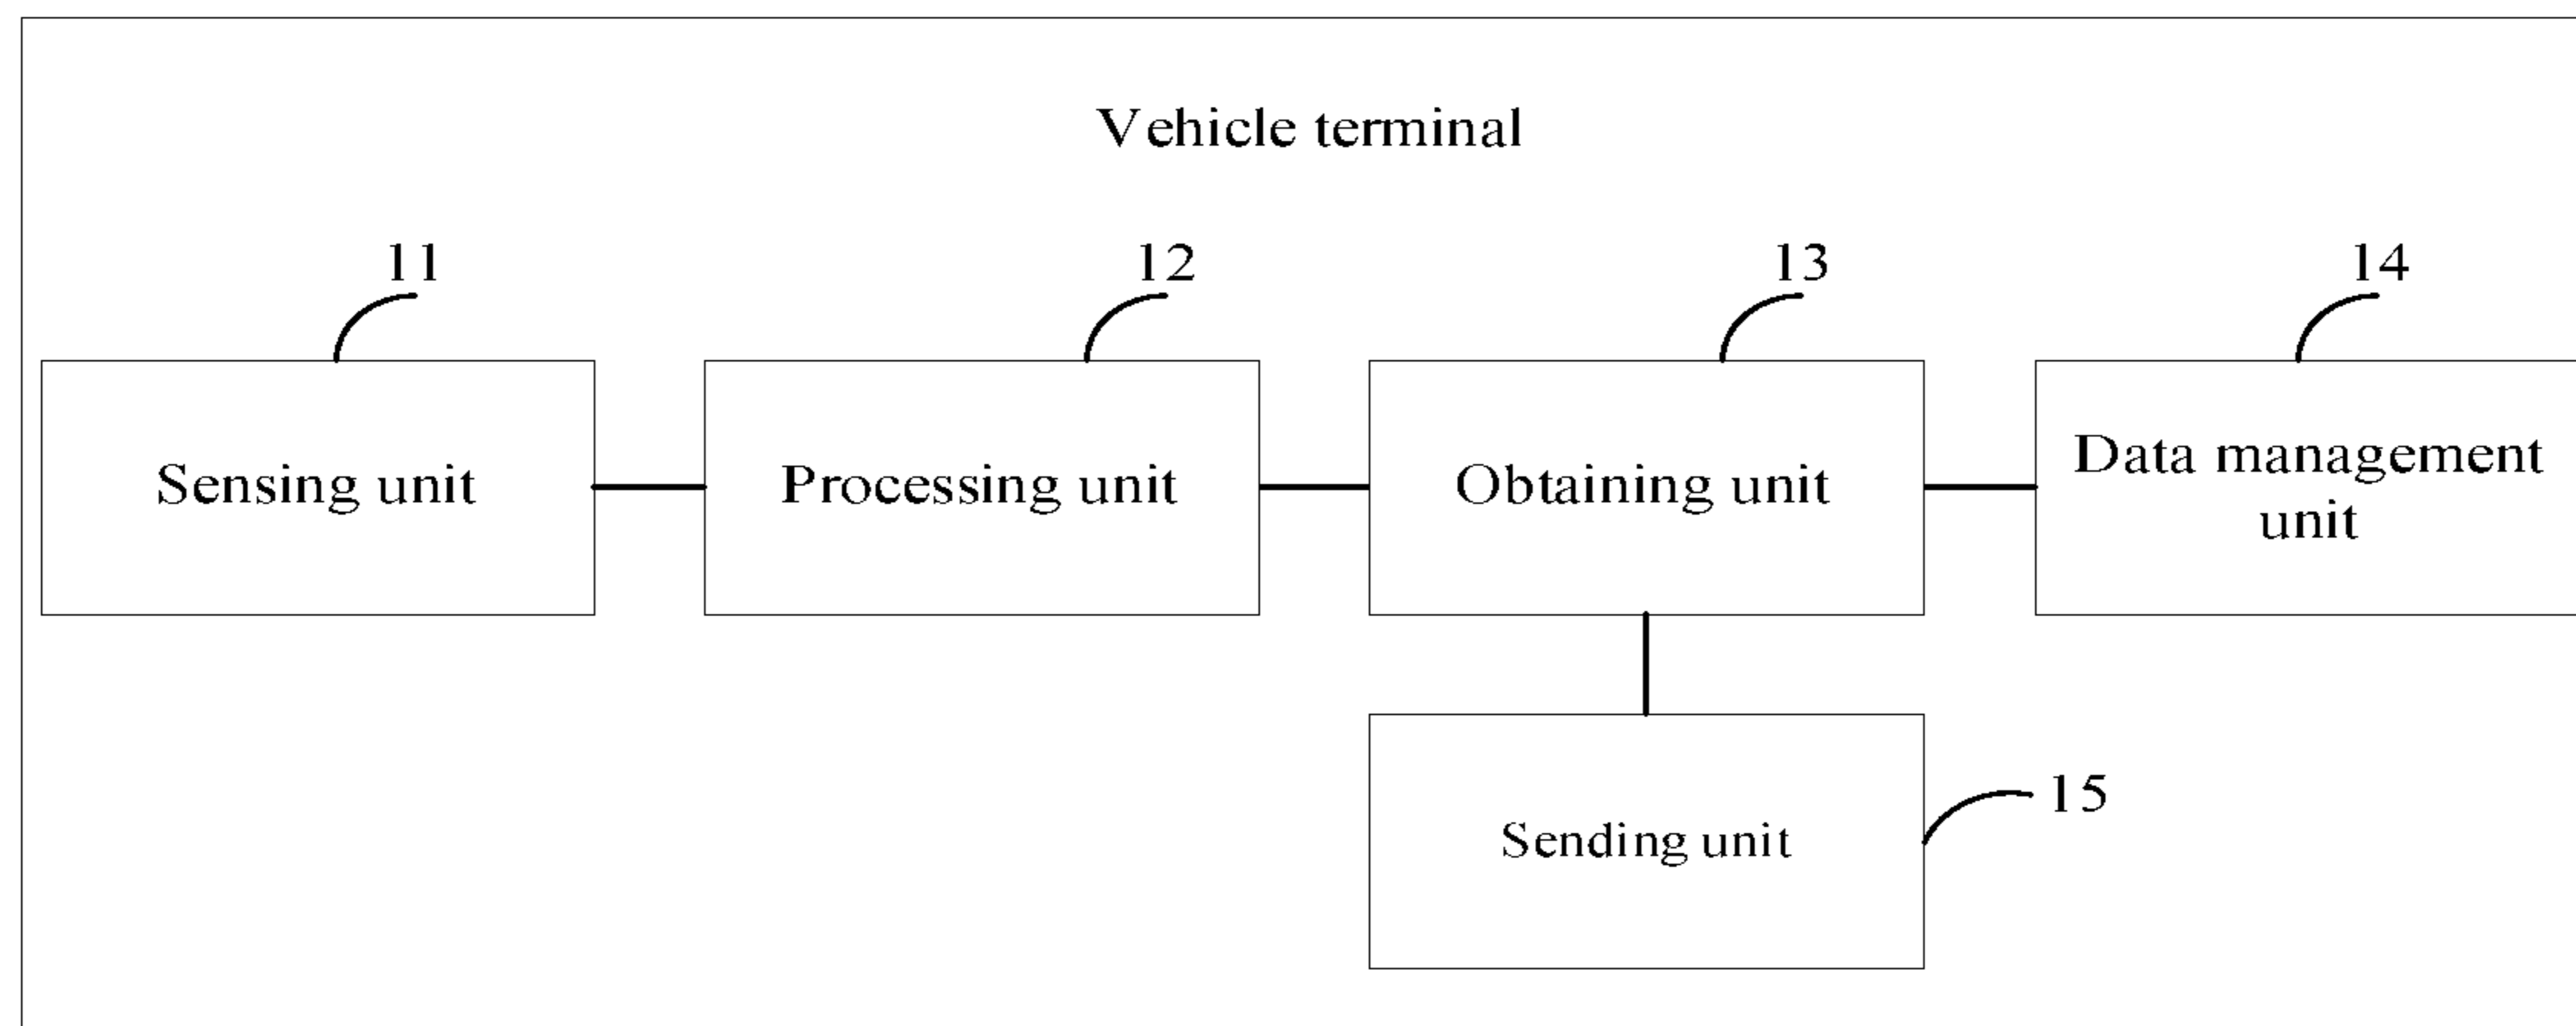 Vehicle terminal
11
12
13
14
Sensing unit
Processing unit
Obtaining unit
Data management
unit
15
Sending unit